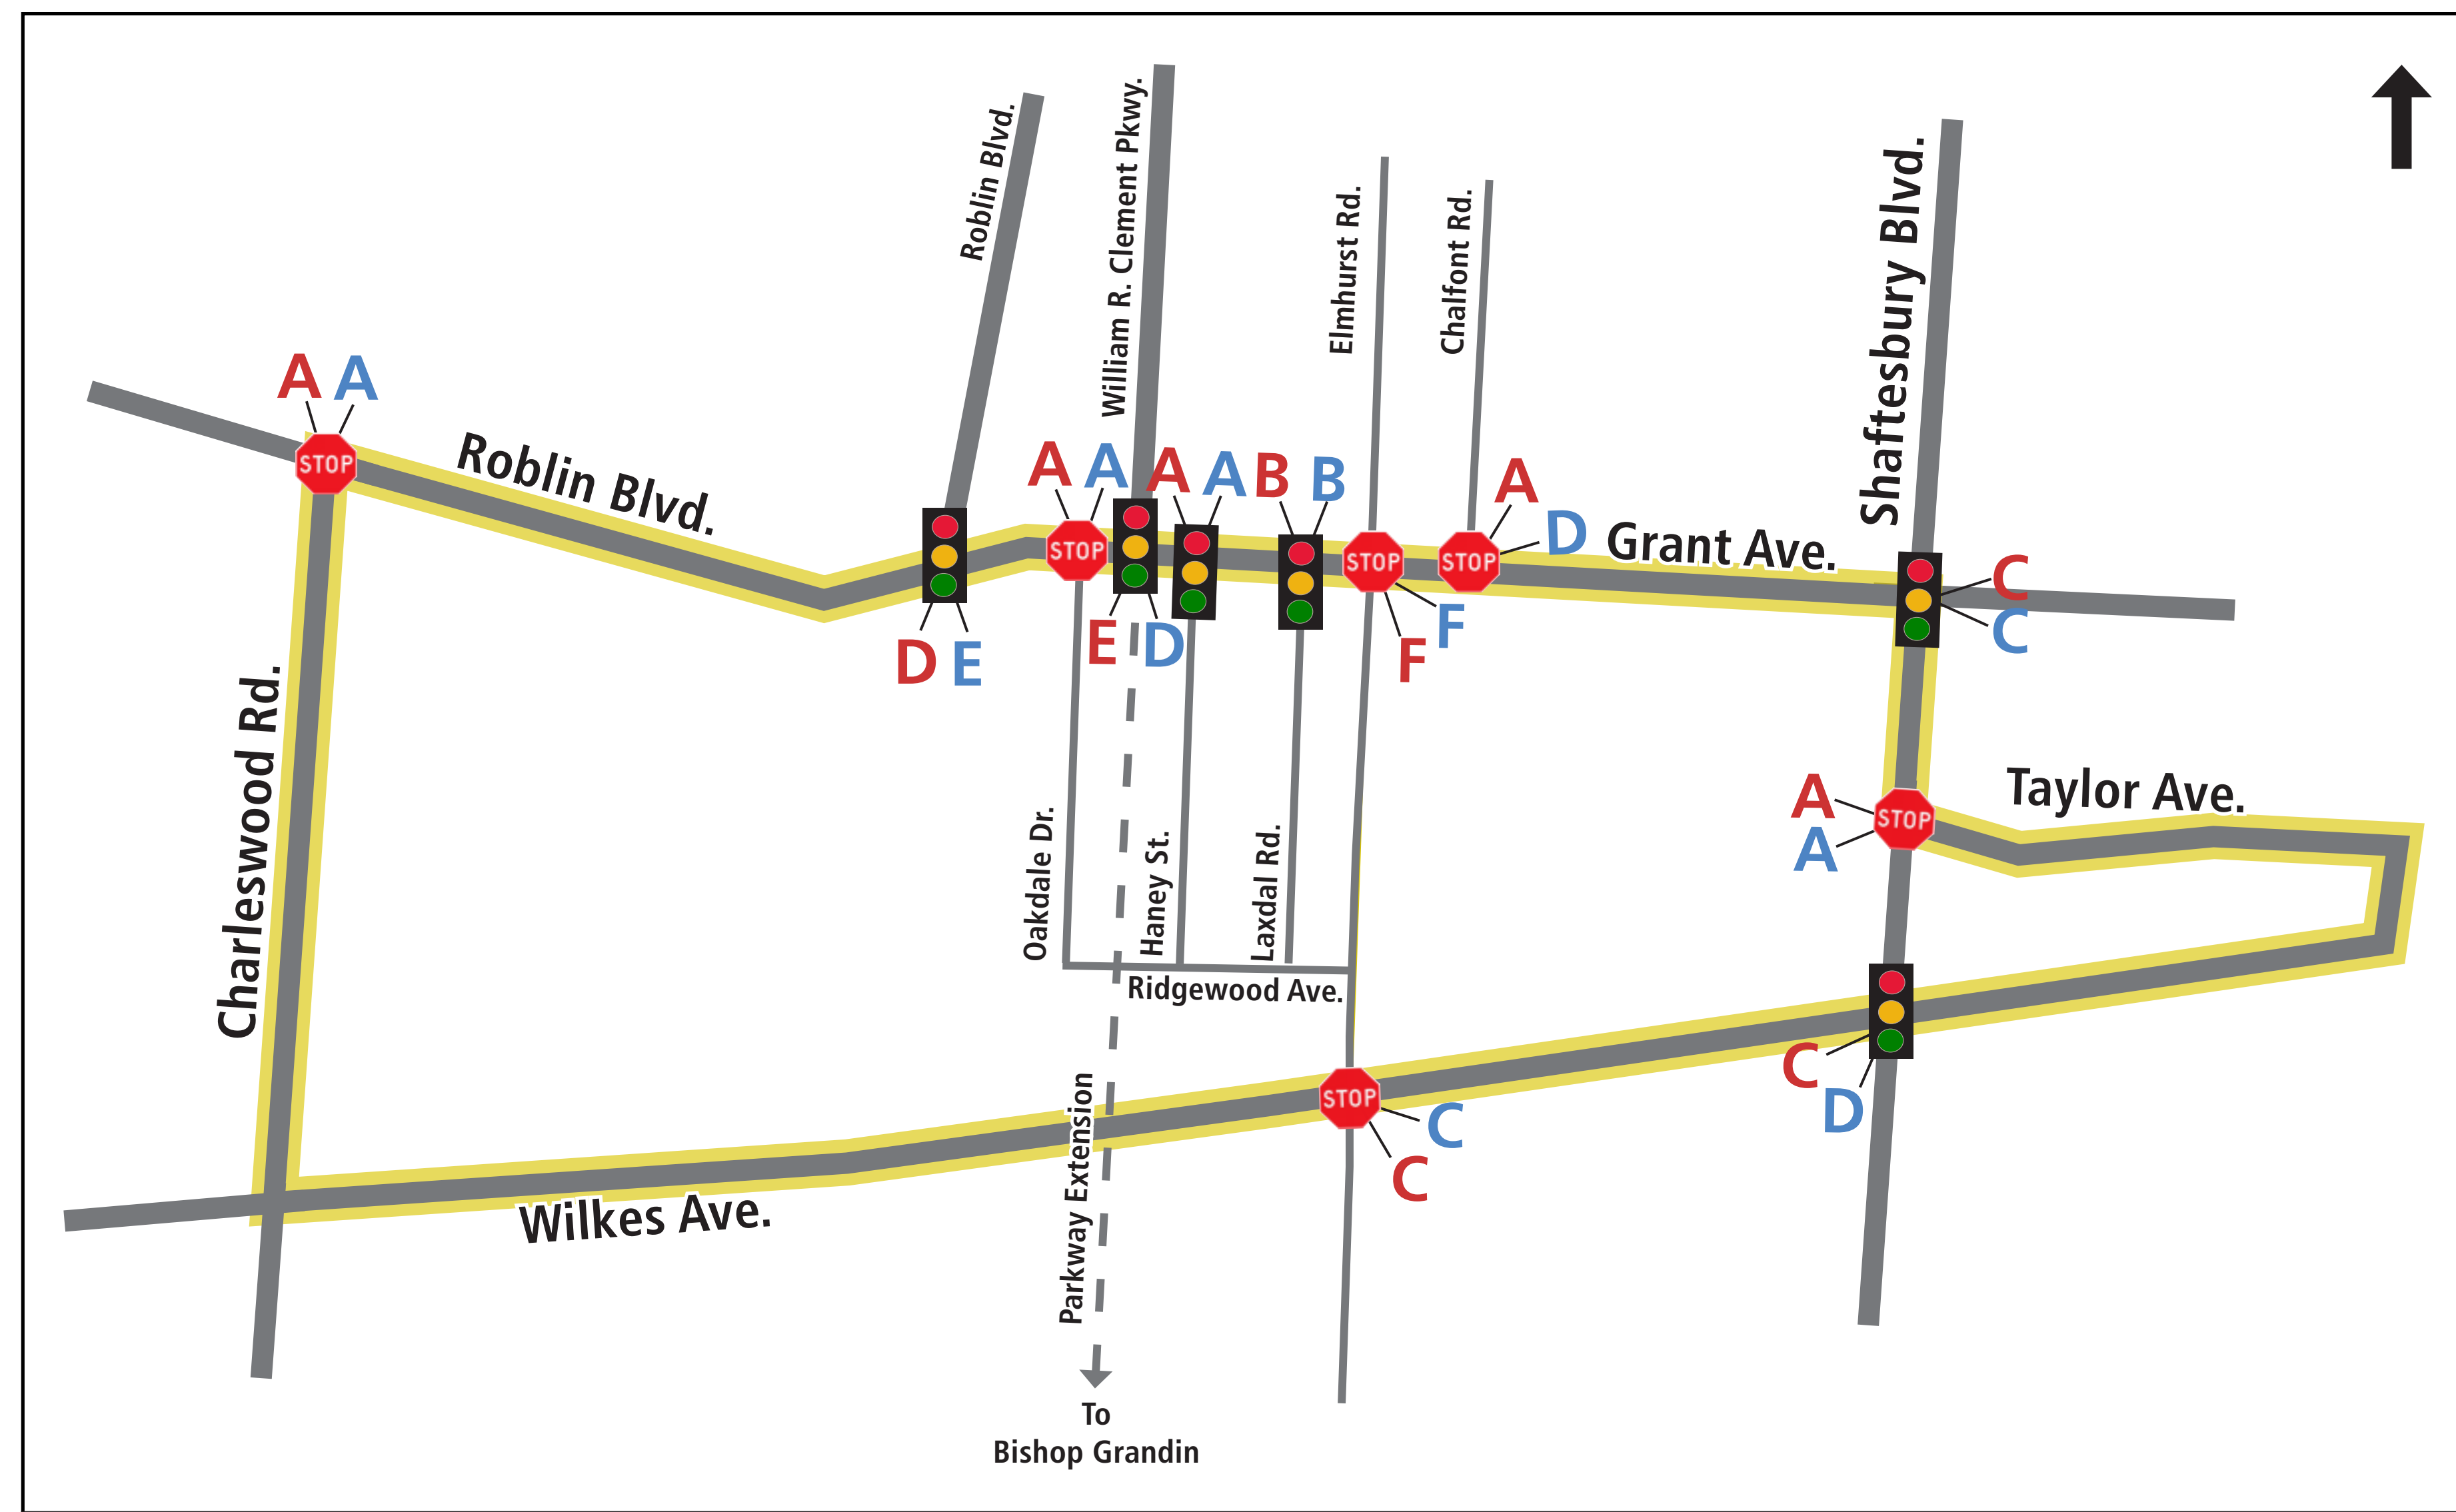 Roblin Blvd.
William R. Clement Pkwy.
Elmhurst Rd.
Chalfont Rd.
Shaftesbury Blvd.
A A
STOP
Roblin Blvd.
A A A A B B
A
D
Grant Ave.
STOP
STOP
STOP
C
C
D E
E D
F
F
Charleswood Rd.
Oakdale Dr.
Haney St.
Laxdal Rd.
A
A
STOP
Taylor Ave.
Ridgewood Ave.
C
D
STOP
C
C
Parkway Extension
Wilkes Ave.
To
Bishop Grandin